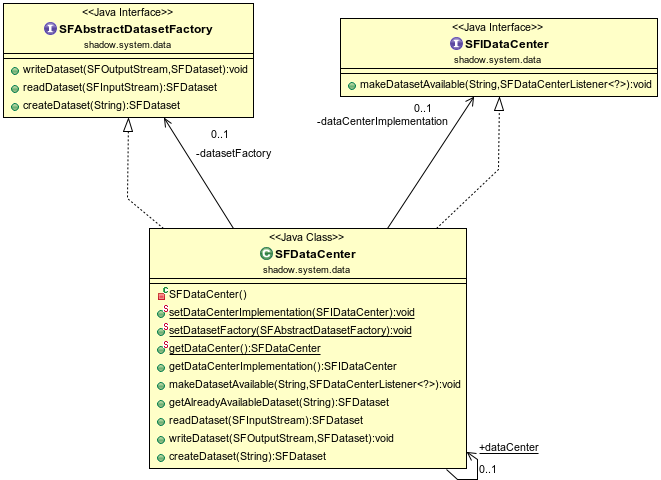 <<Java Interface>>
SFAbstractDatasetFactory
shadow.system.data
writeDataset(SFOutputStream,SFDataset):void
readDataset(SFInputStream):SFDataset
createDataset(String):SFDataset
<<Java Interface>>
SFIDataCenter
shadow.system.data
makeDatasetAvailable(String,SFDataCenterListener<?>):void
0..1
-datasetFactory
0..1
-dataCenterImplementation
<<Java Class>>
SFDataCenter
shadow.system.data
SFDataCenter()
setDataCenterImplementation(SFIDataCenter):void
setDatasetFactory(SFAbstractDatasetFactory):void
getDataCenter():SFDataCenter
getDataCenterImplementation():SFIDataCenter
makeDatasetAvailable(String,SFDataCenterListener<?>):void
getAlreadyAvailableDataset(String):SFDataset
readDataset(SFInputStream):SFDataset
writeDataset(SFOutputStream,SFDataset):void
createDataset(String):SFDataset
+dataCenter
0..1